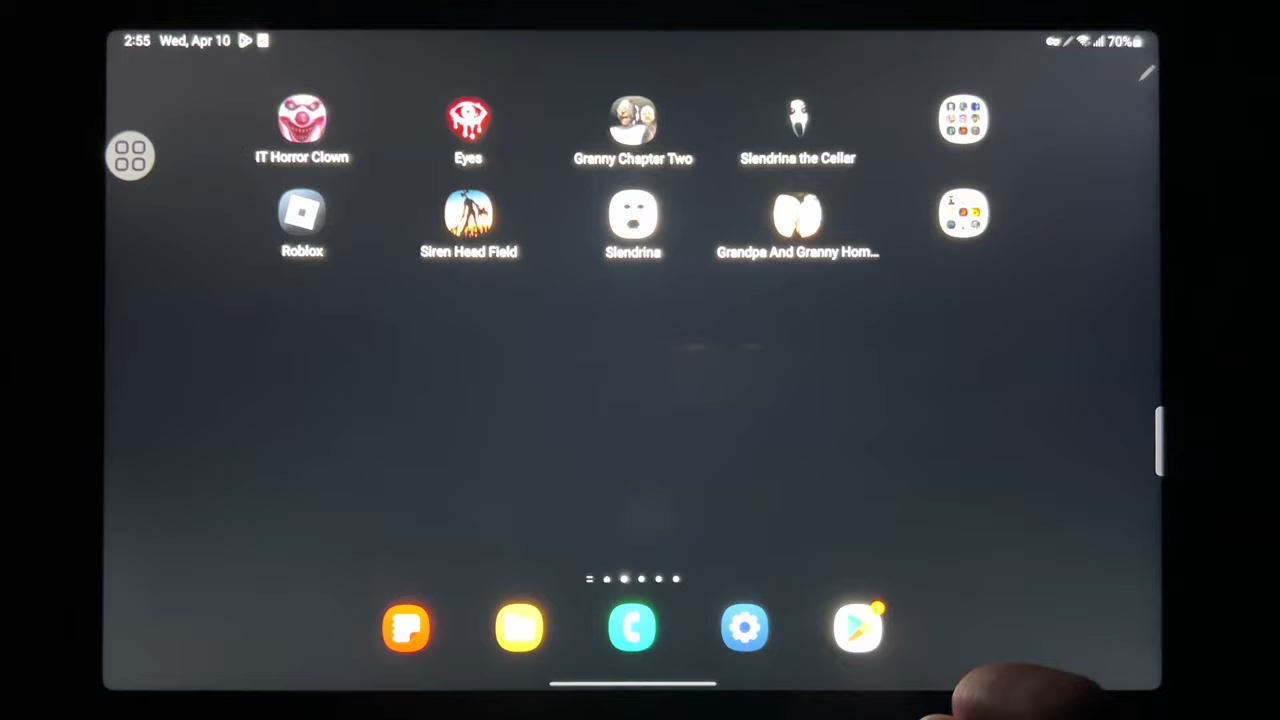 2:55 Wed, Apr 10
70%
IT Horror Clown
Eyes
Granny Chapter Two
Slendrina the Cellar
Roblox
Siren Head Field
Slendrina
Grandpa And Granny Hom...